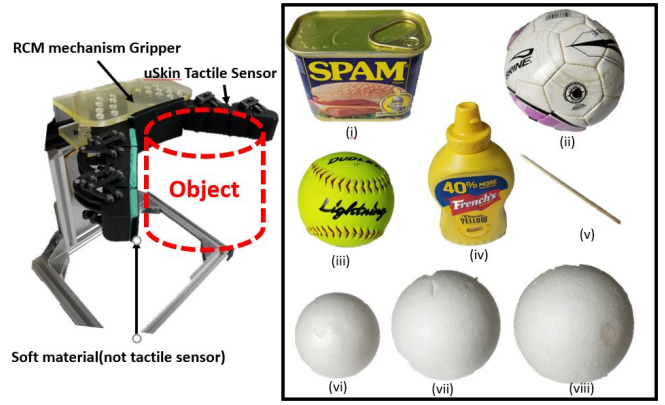 RCM mechanism Gripper
uSkin Tactile Sensor
Object
Soft material(not tactile sensor)
SPAM
(i)
(ii)
DUDLEY
Lightning
(iii)
40% MORE
French's
YELLOW
(iv)
(v)
(vi)
(vii)
(viii)